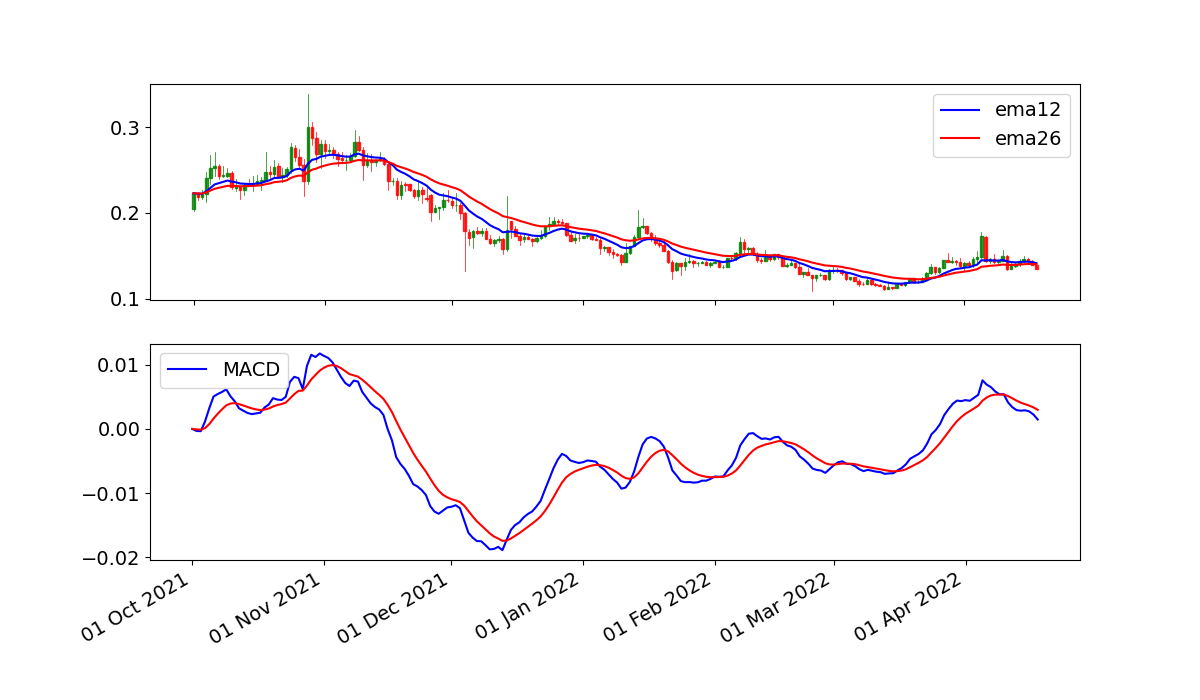 0.3
0.2
0.1
ema12
ema26
0.01
0.00
−0.01
−0.02
MACD
01 Oct 2021
01 Nov 2021
01 Dec 2021
01 Jan 2022
01 Feb 2022
01 Mar 2022
01 Apr 2022